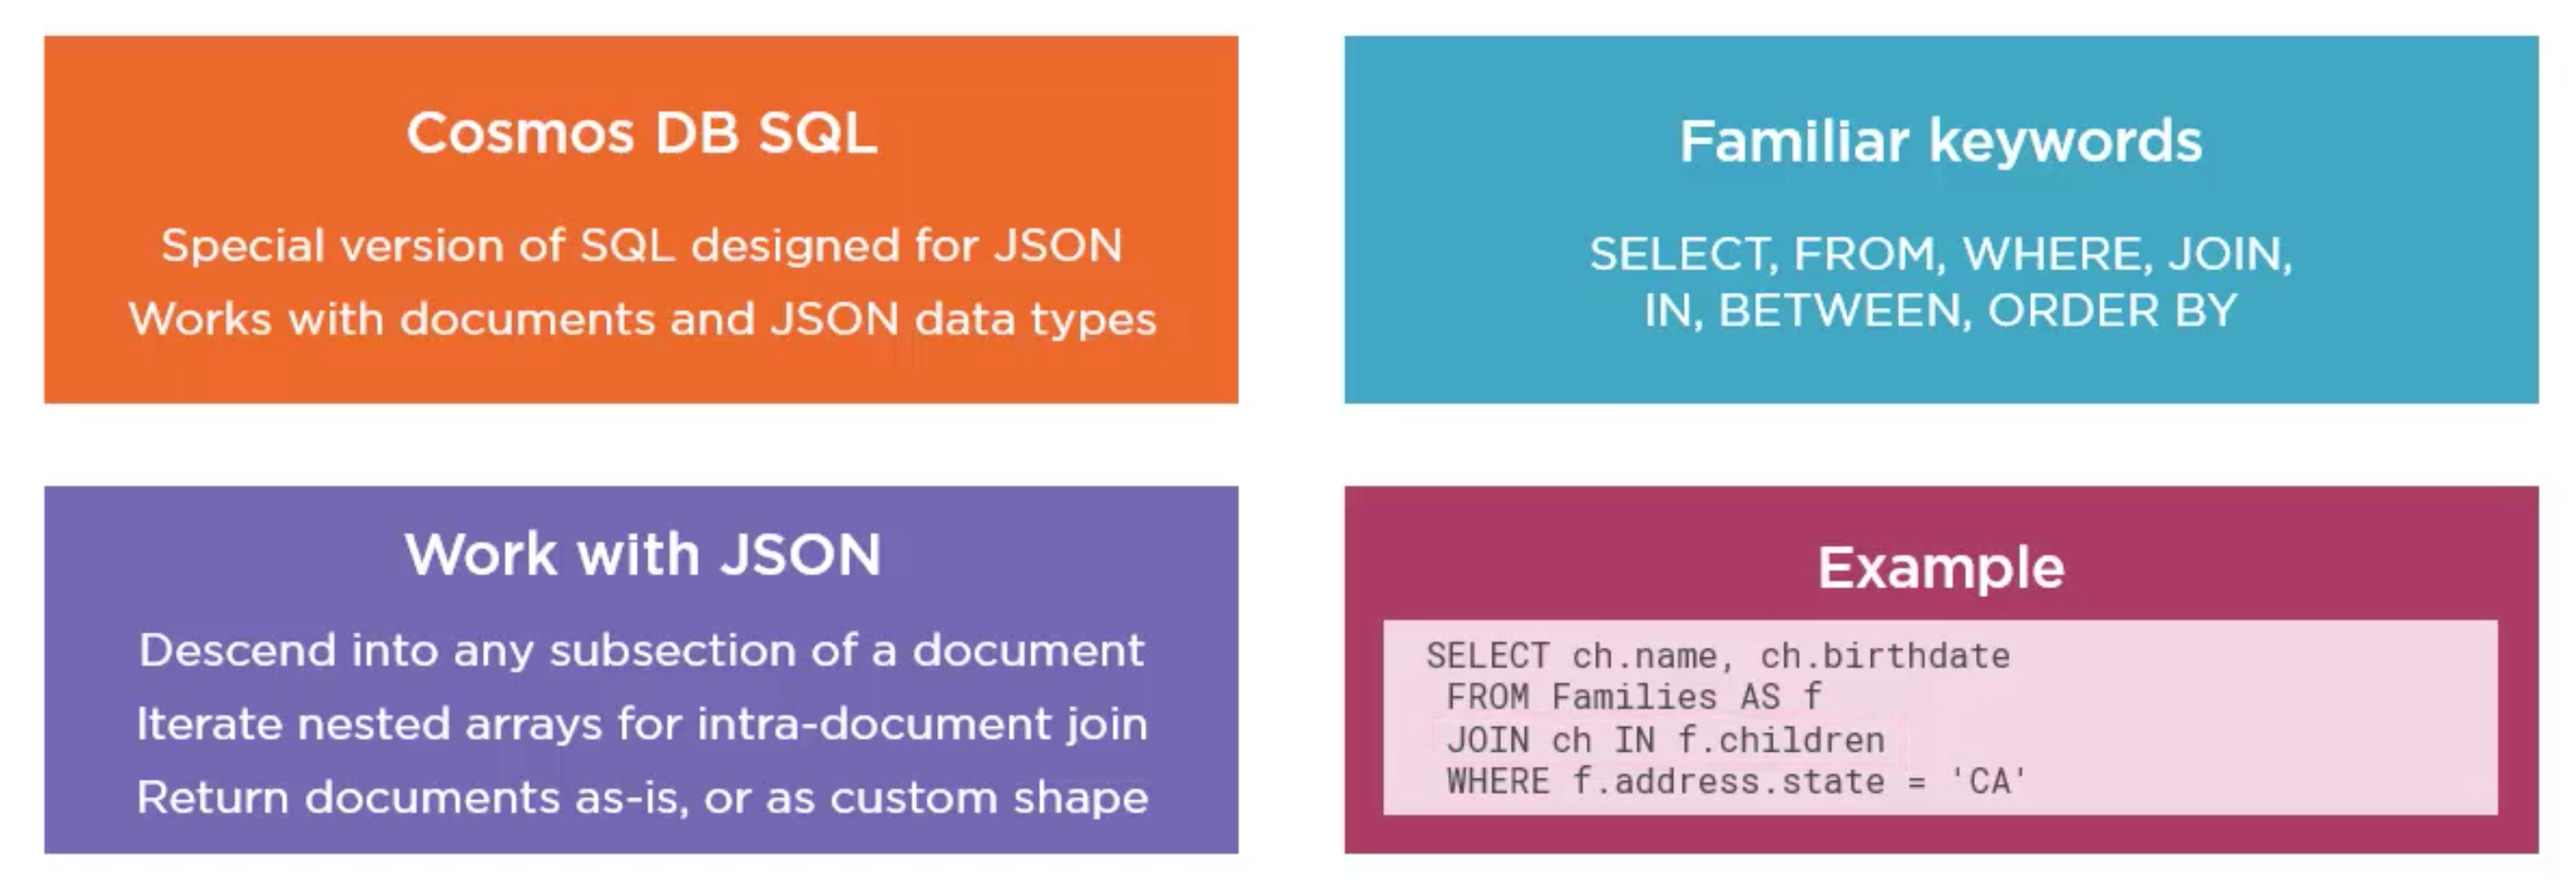 Cosmos DB SQL
Special version of SQL designed for JSON
Works with documents and JSON data types
Familiar keywords
SELECT, FROM, WHERE, JOIN,
IN, BETWEEN, ORDER BY
Work with JSON
Descend into any subsection of a document
Iterate nested arrays for intra-document join
Return documents as-is, or as custom shape
Example
SELECT ch.name, ch.birthdate
FROM Families AS f
JOIN ch IN f.children
WHERE f.address.state = 'CA'